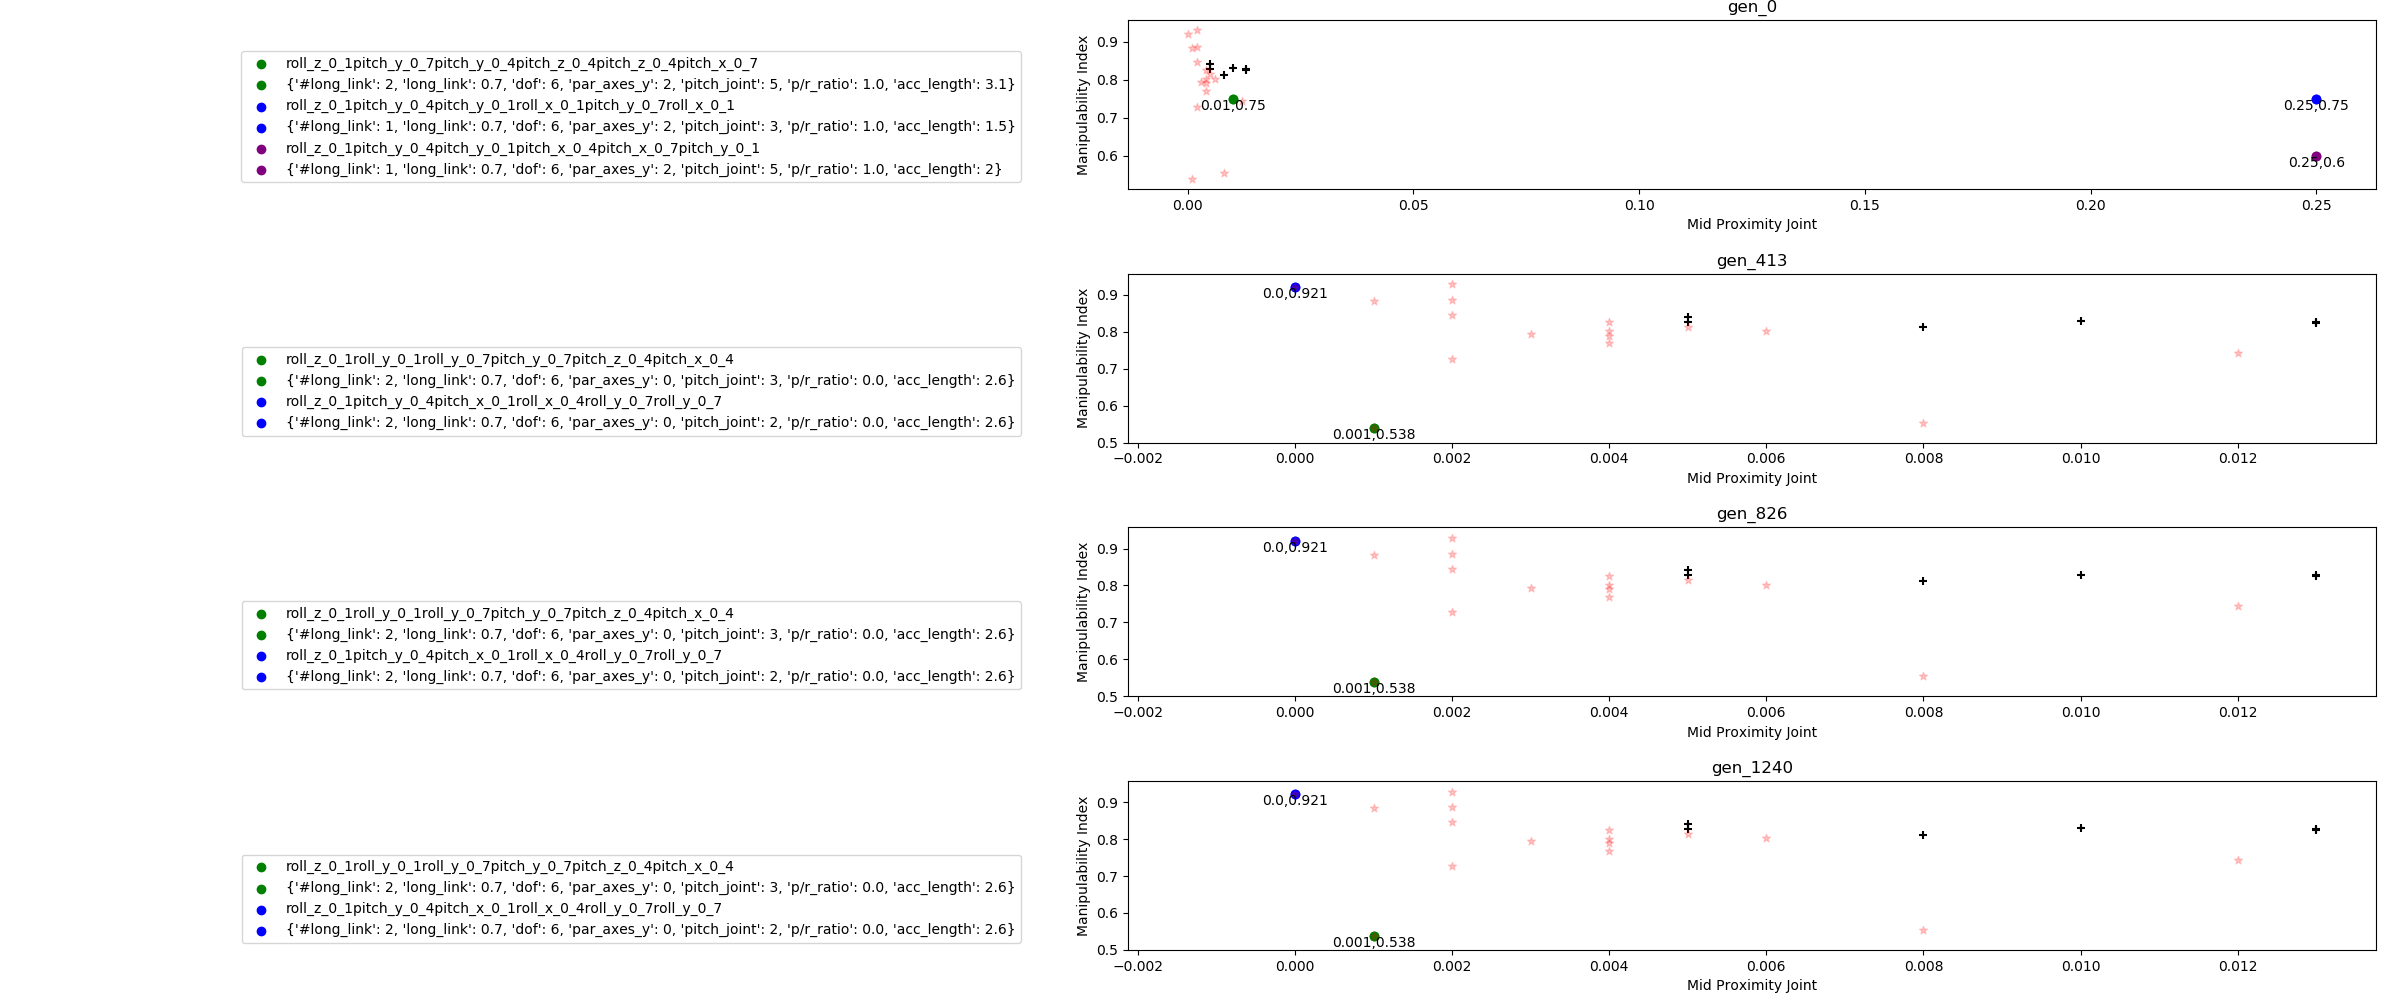 gen_0
roll_z_0_1pitch_y_0_7pitch_y_0_4pitch_z_0_4pitch_z_0_4pitch_x_0_7
{'#long_link': 2, 'long_link': 0.7, 'dof': 6, 'par_axes_y': 2, 'pitch_joint': 5, 'p/r_ratio': 1.0, 'acc_length': 3.1}
roll_z_0_1pitch_y_0_4pitch_y_0_1roll_x_0_1pitch_y_0_7roll_x_0_1
{'#long_link': 1, 'long_link': 0.7, 'dof': 6, 'par_axes_y': 2, 'pitch_joint': 3, 'p/r_ratio': 1.0, 'acc_length': 1.5}
roll_z_0_1pitch_y_0_4pitch_y_0_1pitch_x_0_4pitch_x_0_7pitch_y_0_1
{'#long_link': 1, 'long_link': 0.7, 'dof': 6, 'par_axes_y': 2, 'pitch_joint': 5, 'p/r_ratio': 1.0, 'acc_length': 2}
Manipulability Index
0.9
0.8
0.7
0.6
0.01,0.75
0.25,0.75
0.25,0.6
0.00 0.05 0.10 0.15 0.20 0.25
Mid Proximity Joint
gen_413
roll_z_0_1roll_y_0_1roll_y_0_7pitch_y_0_7pitch_z_0_4pitch_x_0_4
{'#long_link': 2, 'long_link': 0.7, 'dof': 6, 'par_axes_y': 0, 'pitch_joint': 3, 'p/r_ratio': 0.0, 'acc_length': 2.6}
roll_z_0_1pitch_y_0_4pitch_x_0_1roll_x_0_4roll_y_0_7roll_y_0_7
{'#long_link': 2, 'long_link': 0.7, 'dof': 6, 'par_axes_y': 0, 'pitch_joint': 2, 'p/r_ratio': 0.0, 'acc_length': 2.6}
Manipulability Index
0.9
0.8
0.7
0.6
0.5
0.0,0.921
0.001,0.538
−0.002 0.000 0.002 0.004 0.006 0.008 0.010 0.012
Mid Proximity Joint
gen_826
roll_z_0_1roll_y_0_1roll_y_0_7pitch_y_0_7pitch_z_0_4pitch_x_0_4
{'#long_link': 2, 'long_link': 0.7, 'dof': 6, 'par_axes_y': 0, 'pitch_joint': 3, 'p/r_ratio': 0.0, 'acc_length': 2.6}
roll_z_0_1pitch_y_0_4pitch_x_0_1roll_x_0_4roll_y_0_7roll_y_0_7
{'#long_link': 2, 'long_link': 0.7, 'dof': 6, 'par_axes_y': 0, 'pitch_joint': 2, 'p/r_ratio': 0.0, 'acc_length': 2.6}
Manipulability Index
0.9
0.8
0.7
0.6
0.5
0.0,0.921
0.001,0.538
−0.002 0.000 0.002 0.004 0.006 0.008 0.010 0.012
Mid Proximity Joint
gen_1240
roll_z_0_1roll_y_0_1roll_y_0_7pitch_y_0_7pitch_z_0_4pitch_x_0_4
{'#long_link': 2, 'long_link': 0.7, 'dof': 6, 'par_axes_y': 0, 'pitch_joint': 3, 'p/r_ratio': 0.0, 'acc_length': 2.6}
roll_z_0_1pitch_y_0_4pitch_x_0_1roll_x_0_4roll_y_0_7roll_y_0_7
{'#long_link': 2, 'long_link': 0.7, 'dof': 6, 'par_axes_y': 0, 'pitch_joint': 2, 'p/r_ratio': 0.0, 'acc_length': 2.6}
Manipulability Index
0.9
0.8
0.7
0.6
0.5
0.0,0.921
0.001,0.538
−0.002 0.000 0.002 0.004 0.006 0.008 0.010 0.012
Mid Proximity Joint